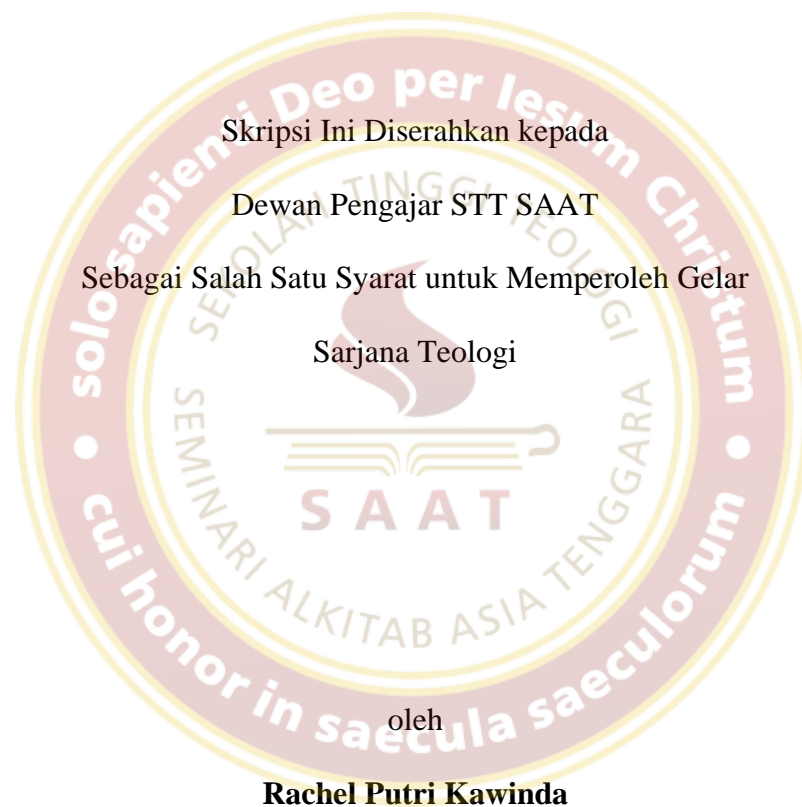 Skripsi Ini Diserahkan kepada
Dewan Pengajar STT SAAT
Sebagai Salah Satu Syarat untuk Memperoleh Gelar
Sarjana Teologi
oleh
Rachel Putri Kawinda
solo sapienti Deo per Iesum Christum
cui honor in saecula saeculorum
SEKOLAH TINGGI TEOLOGI
SEMINARI ALKITAB ASIA TENGGARA
SAAT